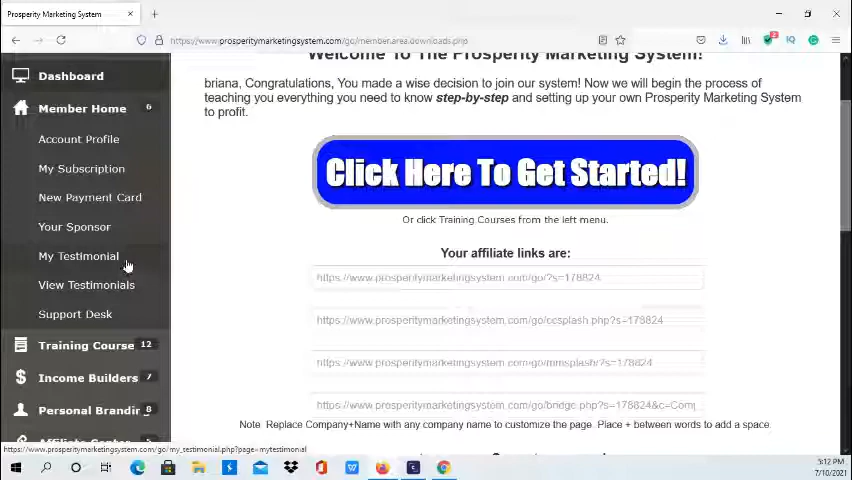 Prosperity Marketing System
https://www.prosperitymarketingsystem.com/go/member.area.downloads.php
Dashboard
Member Home 6
Account Profile
My Subscription
New Payment Card
Your Sponsor
My Testimonial
View Testimonials
Support Desk
Training Course 12
Income Builders 7
Personal Branding 8
Affiliate Center 5
Welcome To The Prosperity Marketing System!
briana, Congratulations, You made a wise decision to join our system! Now we will begin the process of
teaching you everything you need to know step-by-step and setting up your own Prosperity Marketing System
to profit.
Click Here To Get Started!
Or click Training Courses from the left menu.
Your affiliate links are:
https://www.prosperitymarketingsystem.com/go/?s=178824
https://www.prosperitymarketingsystem.com/go/ccsplash.php?s=178824
https://www.prosperitymarketingsystem.com/go/mmsplash/?s=178824
https://www.prosperitymarketingsystem.com/go/bridge.php?s=178824&c=Comp
Note: Replace Company+Name with any company name to customize the page. Place + between words to add a space.
https://www.prosperitymarketingsystem.com/go/my_testimonial.php?page=mytestimonial
5:12 PM
7/10/2021